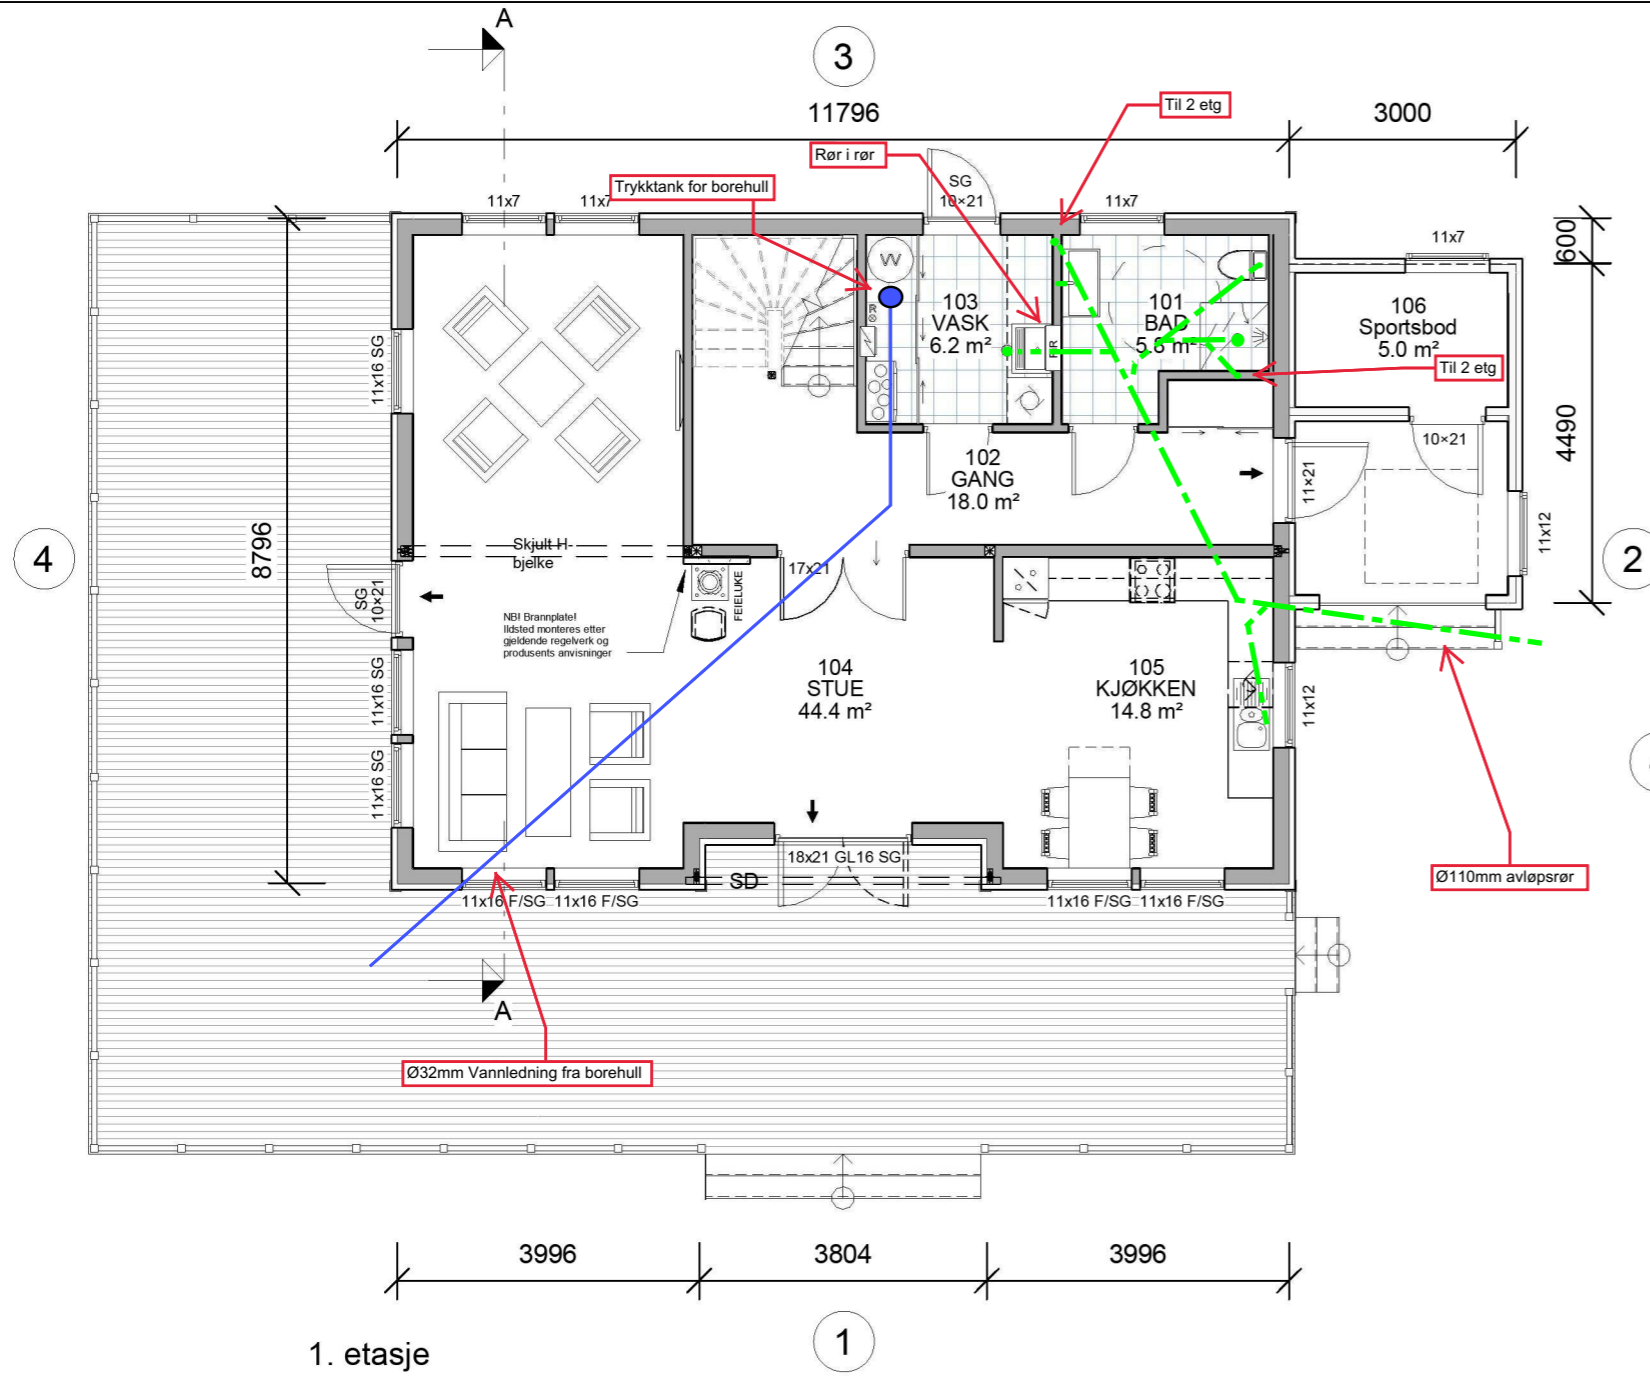 A
3
11796
3000
Til 2 etg
Rør i rør
Trykktank for borehull
SG
10×21
11x7
11x7
11x7
11x7
600
W
103
VASK
6.2 m²
101
BAD
5.8 m²
106
Sportsbod
5.0 m²
11x16 SG
Til 2 etg
10×21
4490
102
GANG
18.0 m²
11×21
11x12
2
4
8796
Skjult H-
bjelke
17x21
SG
10×21
FEIELUKE
NB! Brannplate!
Ildsted monteres etter
gjeldende regelverk og
produsents anvisninger
104
STUE
44.4 m²
105
KJØKKEN
14.8 m²
11x16 SG
11x12
11x16 SG
18x21 GL16 SG
SD
Ø110mm avløpsrør
11x16 F/SG
11x16 F/SG
11x16 F/SG
11x16 F/SG
A
Ø32mm Vannledning fra borehull
3996
3804
3996
1
1. etasje